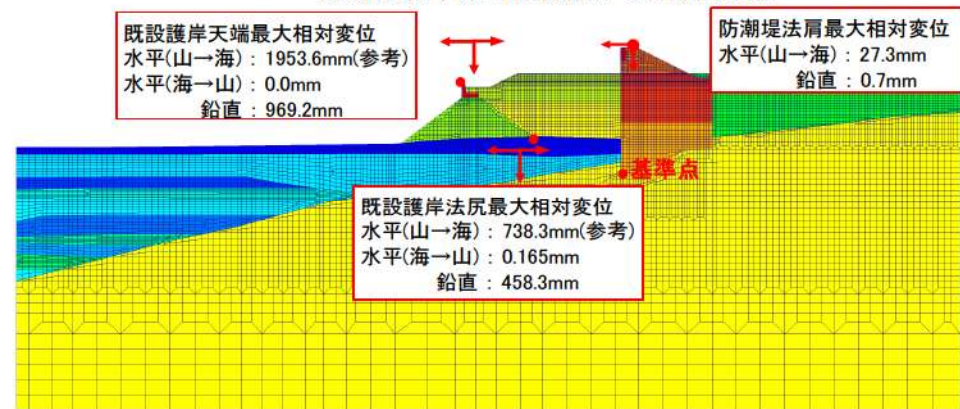 既設護岸天端最大相対変位
水平(山→海)：1953.6mm(参考)
水平(海→山)：0.0mm
鉛直：969.2mm
防潮堤法肩最大相対変位
水平(山→海)：27.3mm
鉛直：0.7mm
基準点
既設護岸法尻最大相対変位
水平(山→海)：738.3mm(参考)
水平(海→山)：0.165mm
鉛直：458.3mm